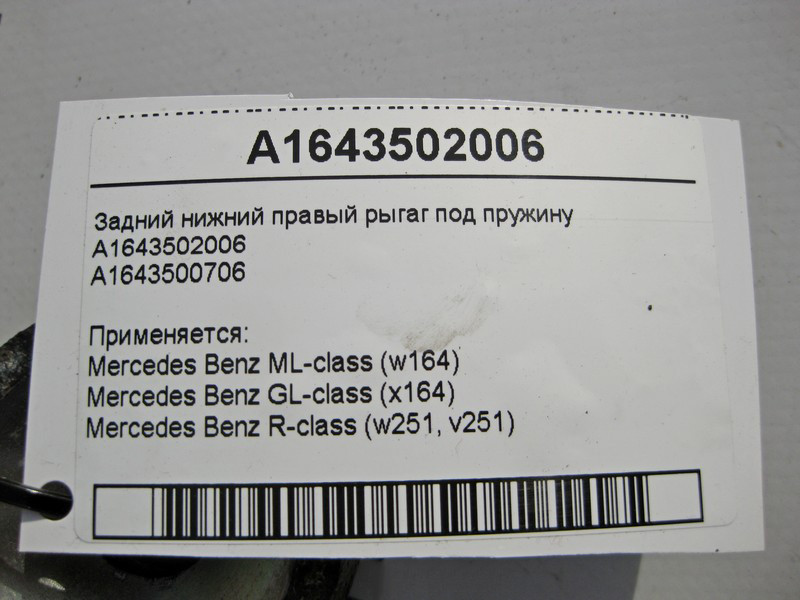 A1643502006
Задний нижний правый рыгаг под пружину
A1643502006
A1643500706
Применяется:
Mercedes Benz ML-class (w164)
Mercedes Benz GL-class (x164)
Mercedes Benz R-class (w251, v251)